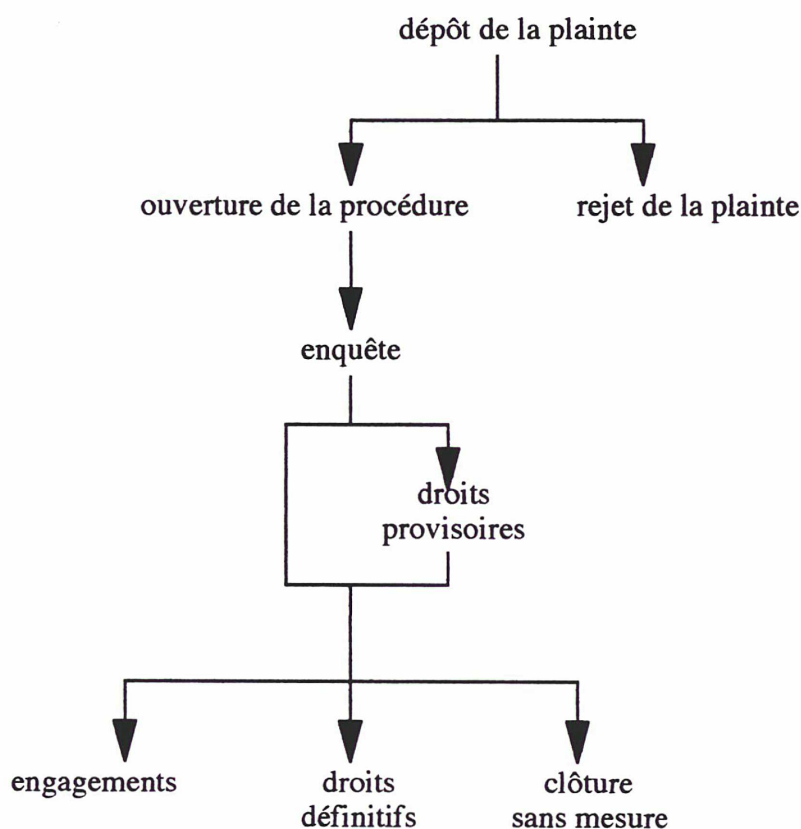 dépôt de la plainte
ouverture de la procédure
rejet de la plainte
enquête
droits
provisoires
engagements
droits
définitifs
clôture
sans mesure